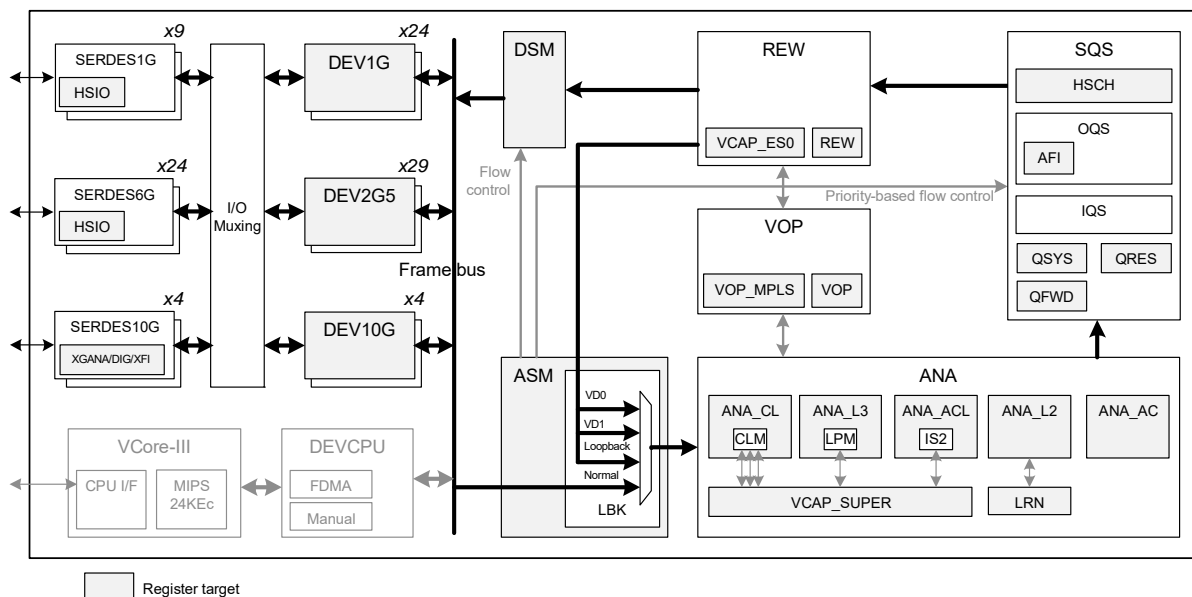 x9
SERDES1G
HSIO
x24
SERDES6G
HSIO
x4
SERDES10G
XGANA/DIG/XFI
I/O
Muxing
x24
DEV1G
x29
DEV2G5
x4
DEV10G
Frame bus
VCore-III
CPU I/F
MIPS
24KEc
DEVCPU
FDMA
Manual
DSM
Flow
control
REW
VCAP_ES0
REW
Priority-based flow control
VOP
VOP_MPLS
VOP
SQS
HSCH
OQS
AFI
IQS
QSYS
QRES
QFWD
ASM
VD0
VD1
Loopback
Normal
LBK
ANA
ANA_CL
CLM
ANA_L3
LPM
ANA_ACL
IS2
ANA_L2
ANA_AC
VCAP_SUPER
LRN
Register target